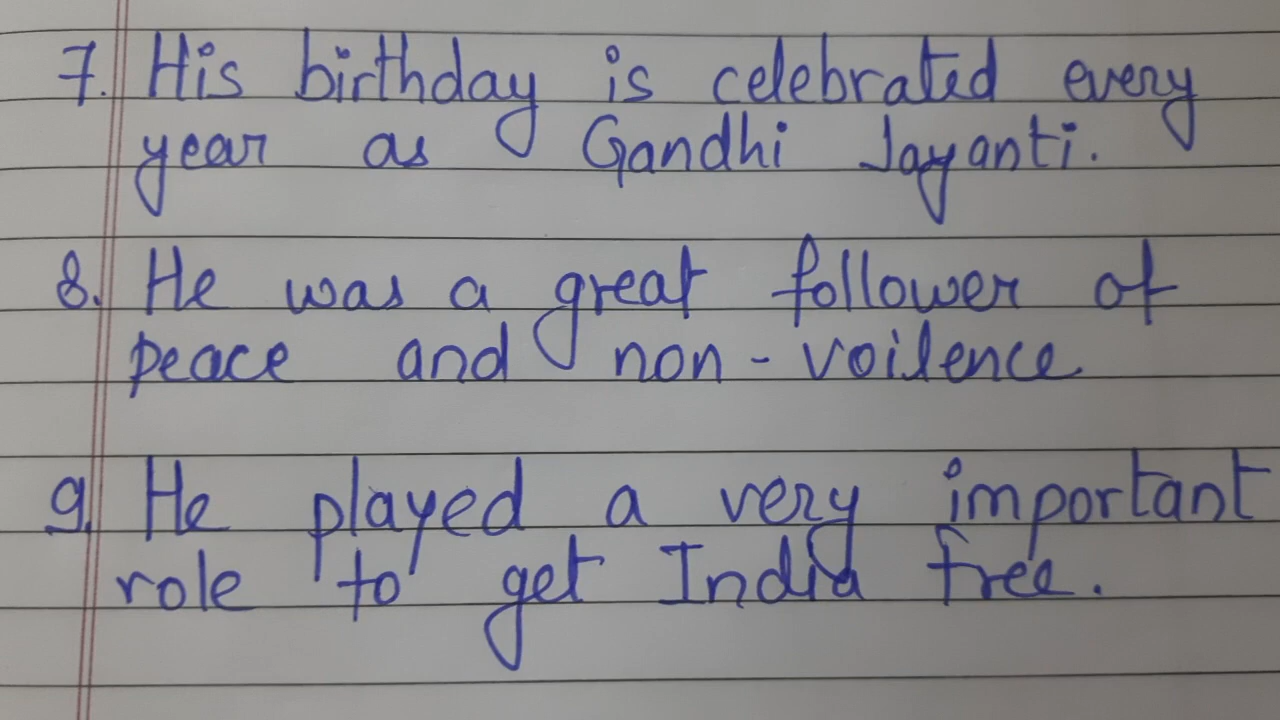 7. His birthday is celebrated every
year as Gandhi Jayanti.
8. He was a great follower of
peace and non-voilence
9. He played a very important
role to get India free.